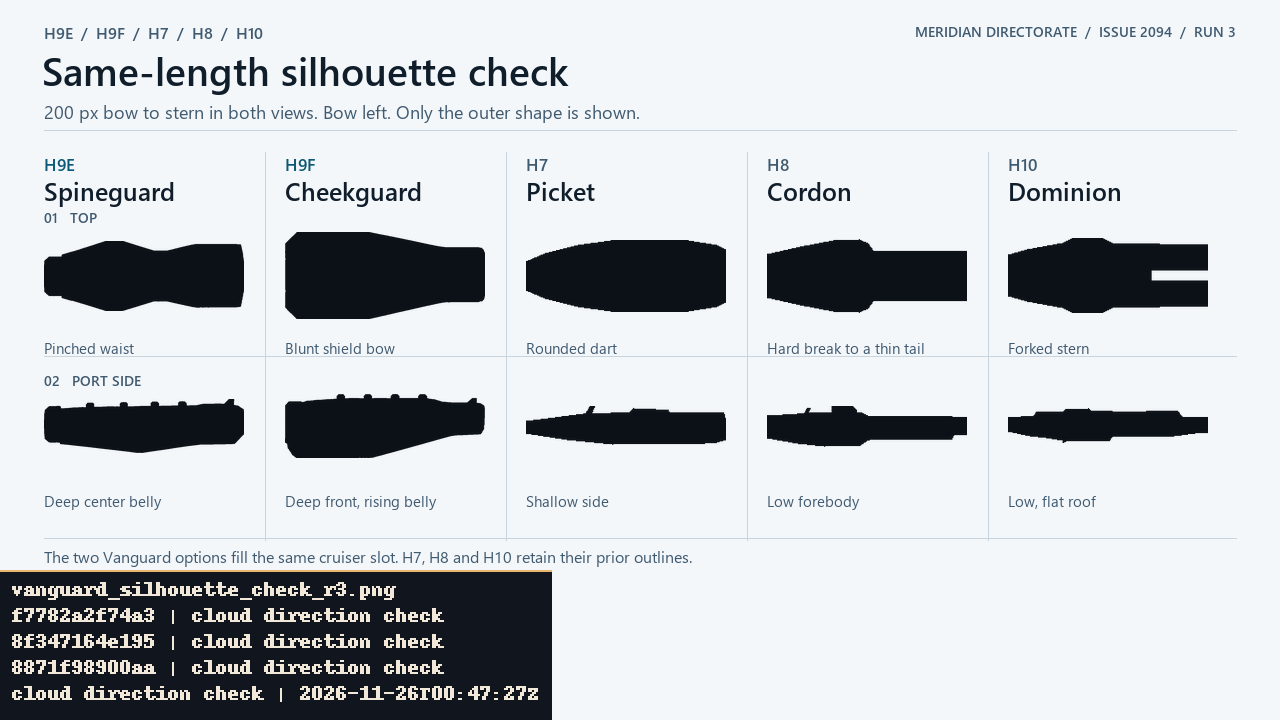 H9E / H9F / H7 / H8 / H10
MERIDIAN DIRECTORATE / ISSUE 2094 / RUN 3
Same-length silhouette check
200 px bow to stern in both views. Bow left. Only the outer shape is shown.
H9E
Spineguard
H9F
Cheekguard
H7
Picket
H8
Cordon
H10
Dominion
01 TOP
Pinched waist
Blunt shield bow
Rounded dart
Hard break to a thin tail
Forked stern
02 PORT SIDE
Deep center belly
Deep front, rising belly
Shallow side
Low forebody
Low, flat roof
The two Vanguard options fill the same cruiser slot. H7, H8 and H10 retain their prior outlines.
vanguard_silhouette_check_r3.png
f7782a2f74a3 | cloud direction check
8f347164e195 | cloud direction check
8871f98900aa | cloud direction check
cloud direction check | 2026-11-26T00:47:27Z